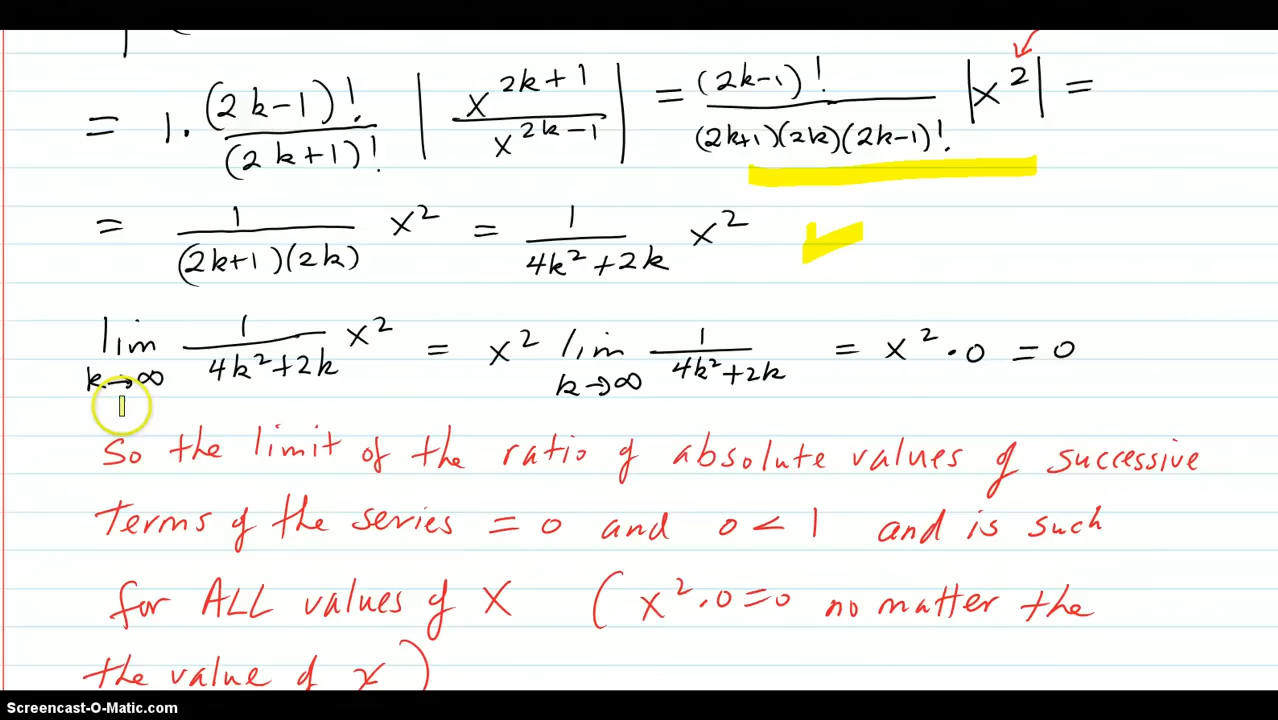 = 1 · (2k-1)! / (2k+1)! | x^(2k+1) / x^(2k-1) | = (2k-1)! / (2k+1)(2k)(2k-1)! |x^2| =
= 1 / (2k+1)(2k) x^2 = 1 / 4k^2+2k x^2
lim k→∞ 1 / 4k^2+2k x^2 = x^2 lim k→∞ 1 / 4k^2+2k = x^2 · 0 = 0
So the limit of the ratio of absolute values of successive
terms of the series = 0 and 0 < 1 and is such
for ALL values of X ( x^2 · 0 = 0 no matter the
the value of x )
Screencast-O-Matic.com